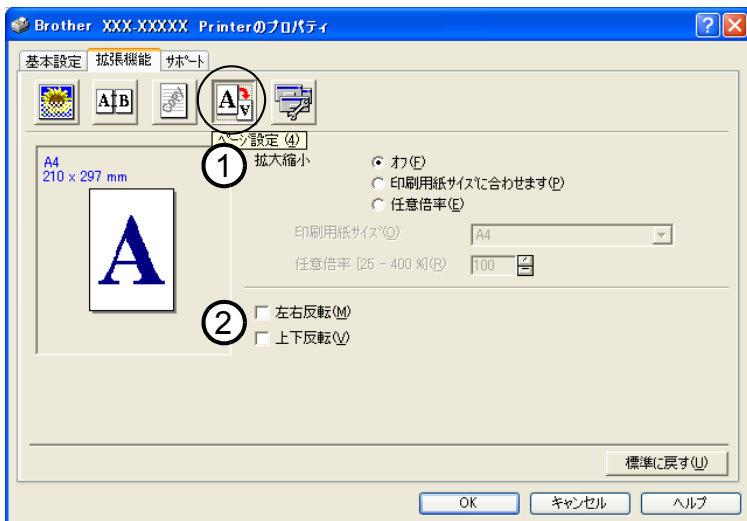 Brother XXX-XXXXX Printerのプロパティ
基本設定 拡張機能 サポート
A B
Copy
A A
ページ設定 (4)
A4
210 x 297 mm
A
1 拡大縮小
オフ(F)
印刷用紙サイズに合わせます(P)
任意倍率(E)
印刷用紙サイズ(O) A4
任意倍率 [25 - 400 %](R) 100
2 左右反転(M)
上下反転(V)
標準に戻す(U)
OK キャンセル ヘルプ